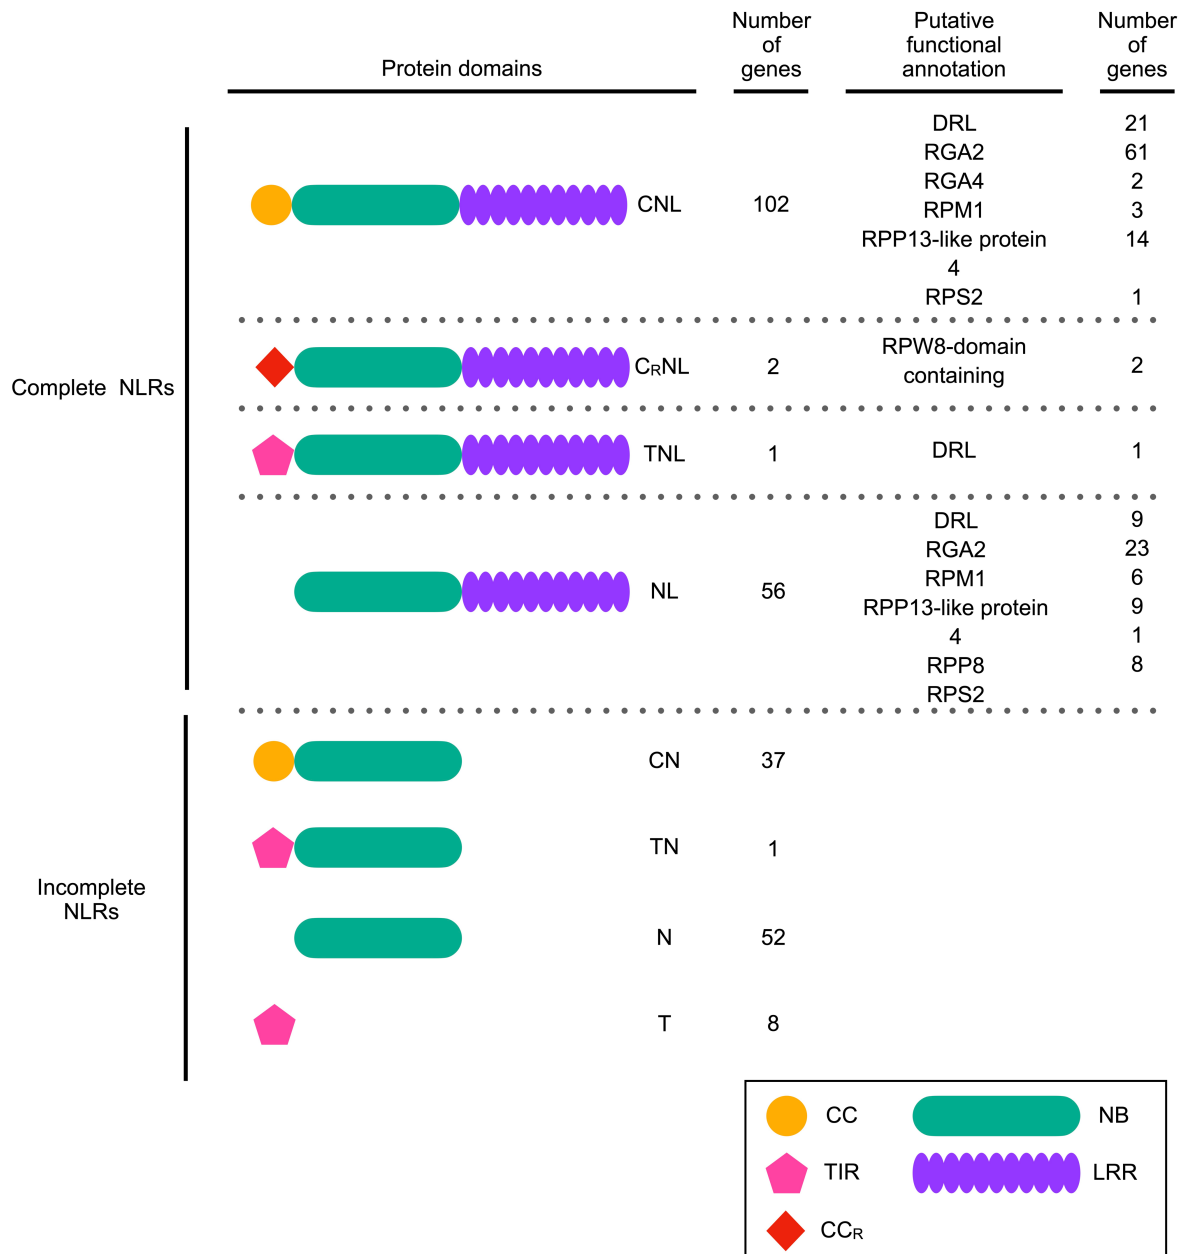 Protein domains
Number
of
genes
Putative
functional
annotation
Number
of
genes
Complete NLRs
CNL
102
DRL 21
RGA2 61
RGA4 2
RPM1 3
RPP13-like protein 14
4
RPS2 1
CRNL
2
RPW8-domain
containing
2
TNL 1 DRL 1
NL
56
DRL 9
RGA2 23
RPM1 6
RPP13-like protein 9
4 1
RPP8 8
RPS2
Incomplete
NLRs
CN 37
TN 1
N 52
T 8
CC NB
TIR LRR
CCR